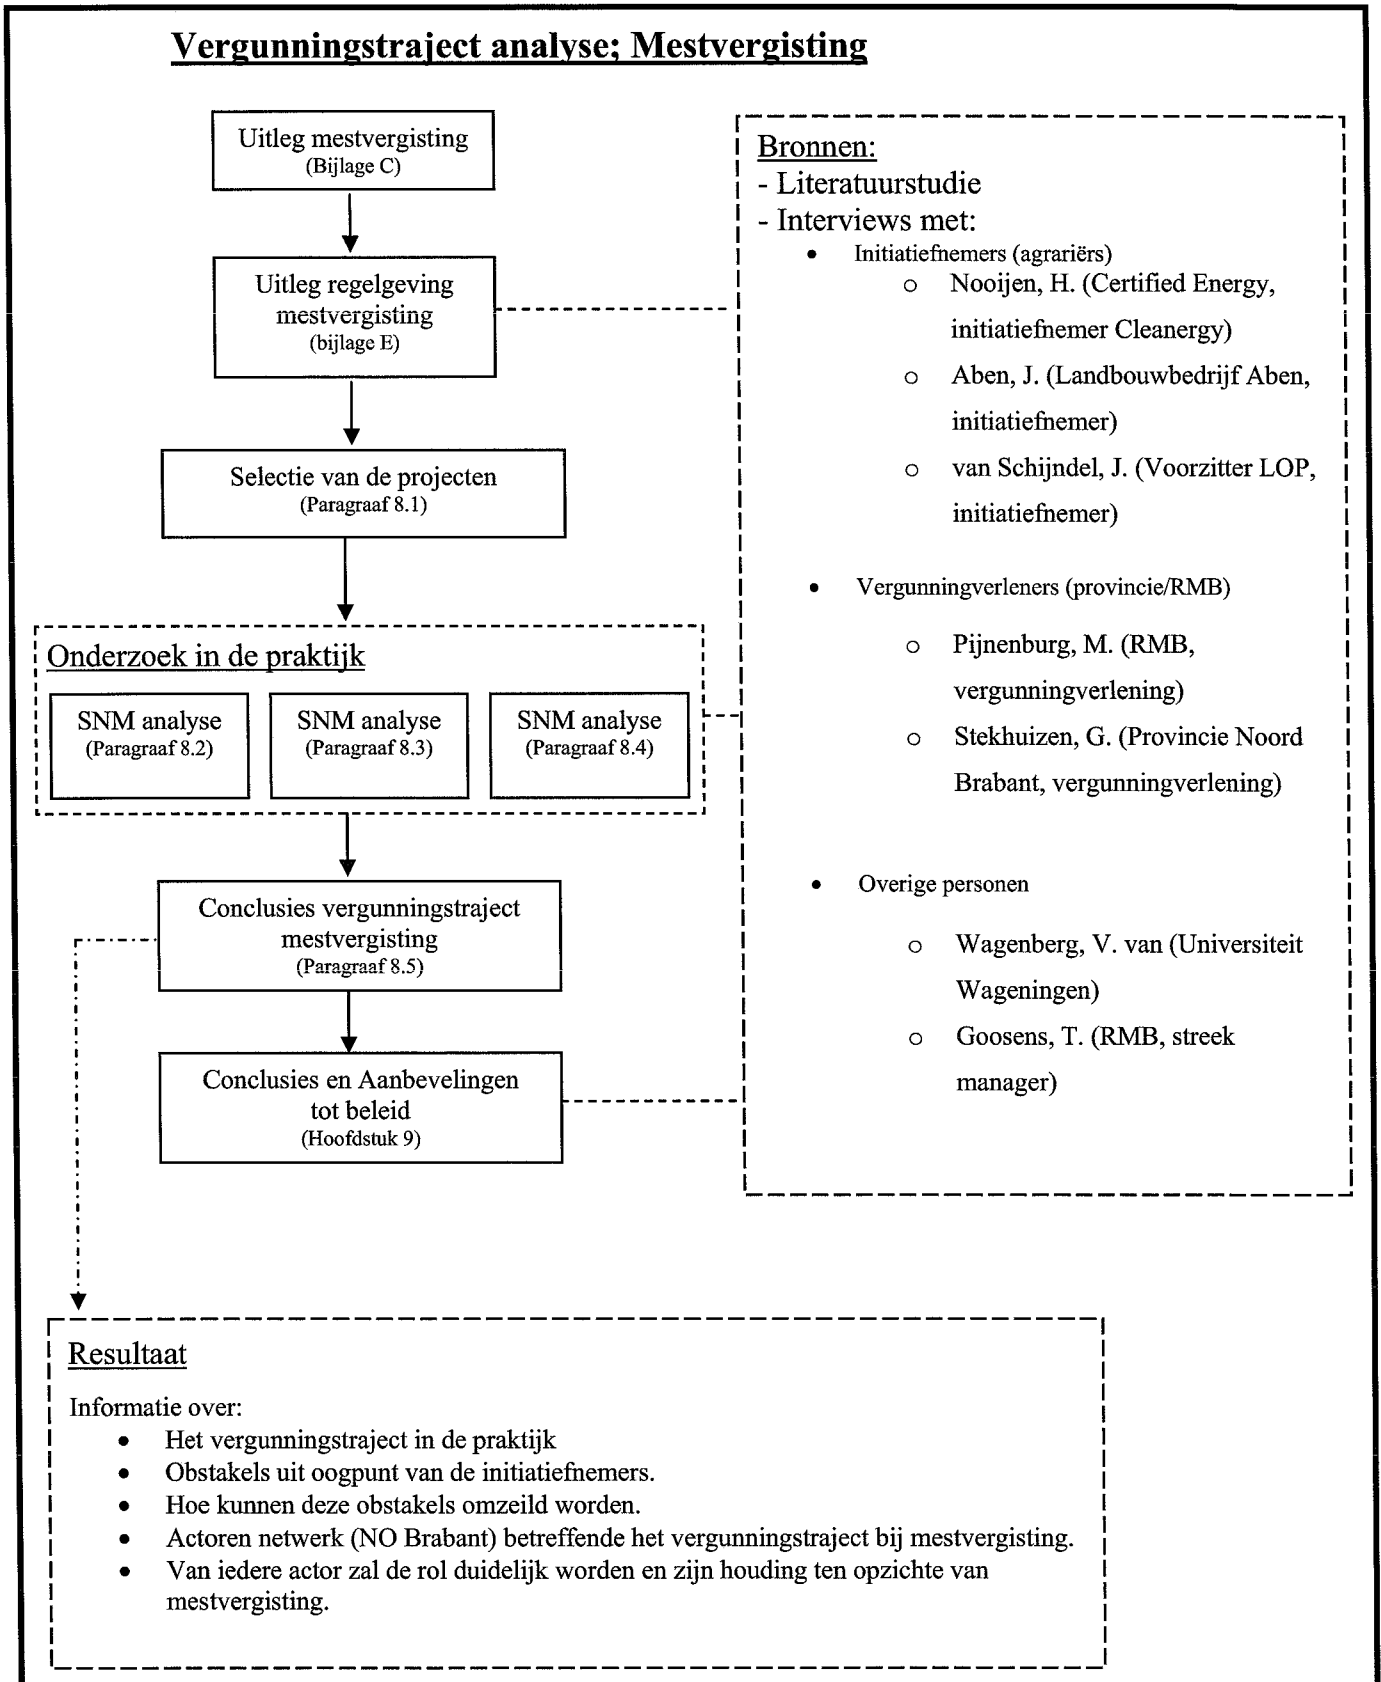 Vergunningstraject analyse; Mestvergisting
Uitleg mestvergisting
(Bijlage C)
Uitleg regelgeving
mestvergisting
(bijlage E)
Selectie van de projecten
(Paragraaf 8.1)
Onderzoek in de praktijk
SNM analyse
(Paragraaf 8.2)
SNM analyse
(Paragraaf 8.3)
SNM analyse
(Paragraaf 8.4)
Conclusies vergunningstraject
mestvergisting
(Paragraaf 8.5)
Conclusies en Aanbevelingen
tot beleid
(Hoofdstuk 9)
Bronnen:
- Literatuurstudie
- Interviews met:
• Initiatiefnemers (agrariërs)
o Nooijen, H. (Certified Energy,
initiatiefnemer Cleanergy)
o Aben, J. (Landbouwbedrijf Aben,
initiatiefnemer)
o van Schijndel, J. (Voorzitter LOP,
initiatiefnemer)
• Vergunningverleners (provincie/RMB)
o Pijnenburg, M. (RMB,
vergunningverlening)
o Stekhuizen, G. (Provincie Noord
Brabant, vergunningverlening)
• Overige personen
o Wagenberg, V. van (Universiteit
Wageningen)
o Goosens, T. (RMB, streek
manager)
Resultaat
Informatie over:
• Het vergunningstraject in de praktijk
• Obstakels uit oogpunt van de initiatiefnemers.
• Hoe kunnen deze obstakels omzeild worden.
• Actoren netwerk (NO Brabant) betreffende het vergunningstraject bij mestvergisting.
• Van iedere actor zal de rol duidelijk worden en zijn houding ten opzichte van
mestvergisting.